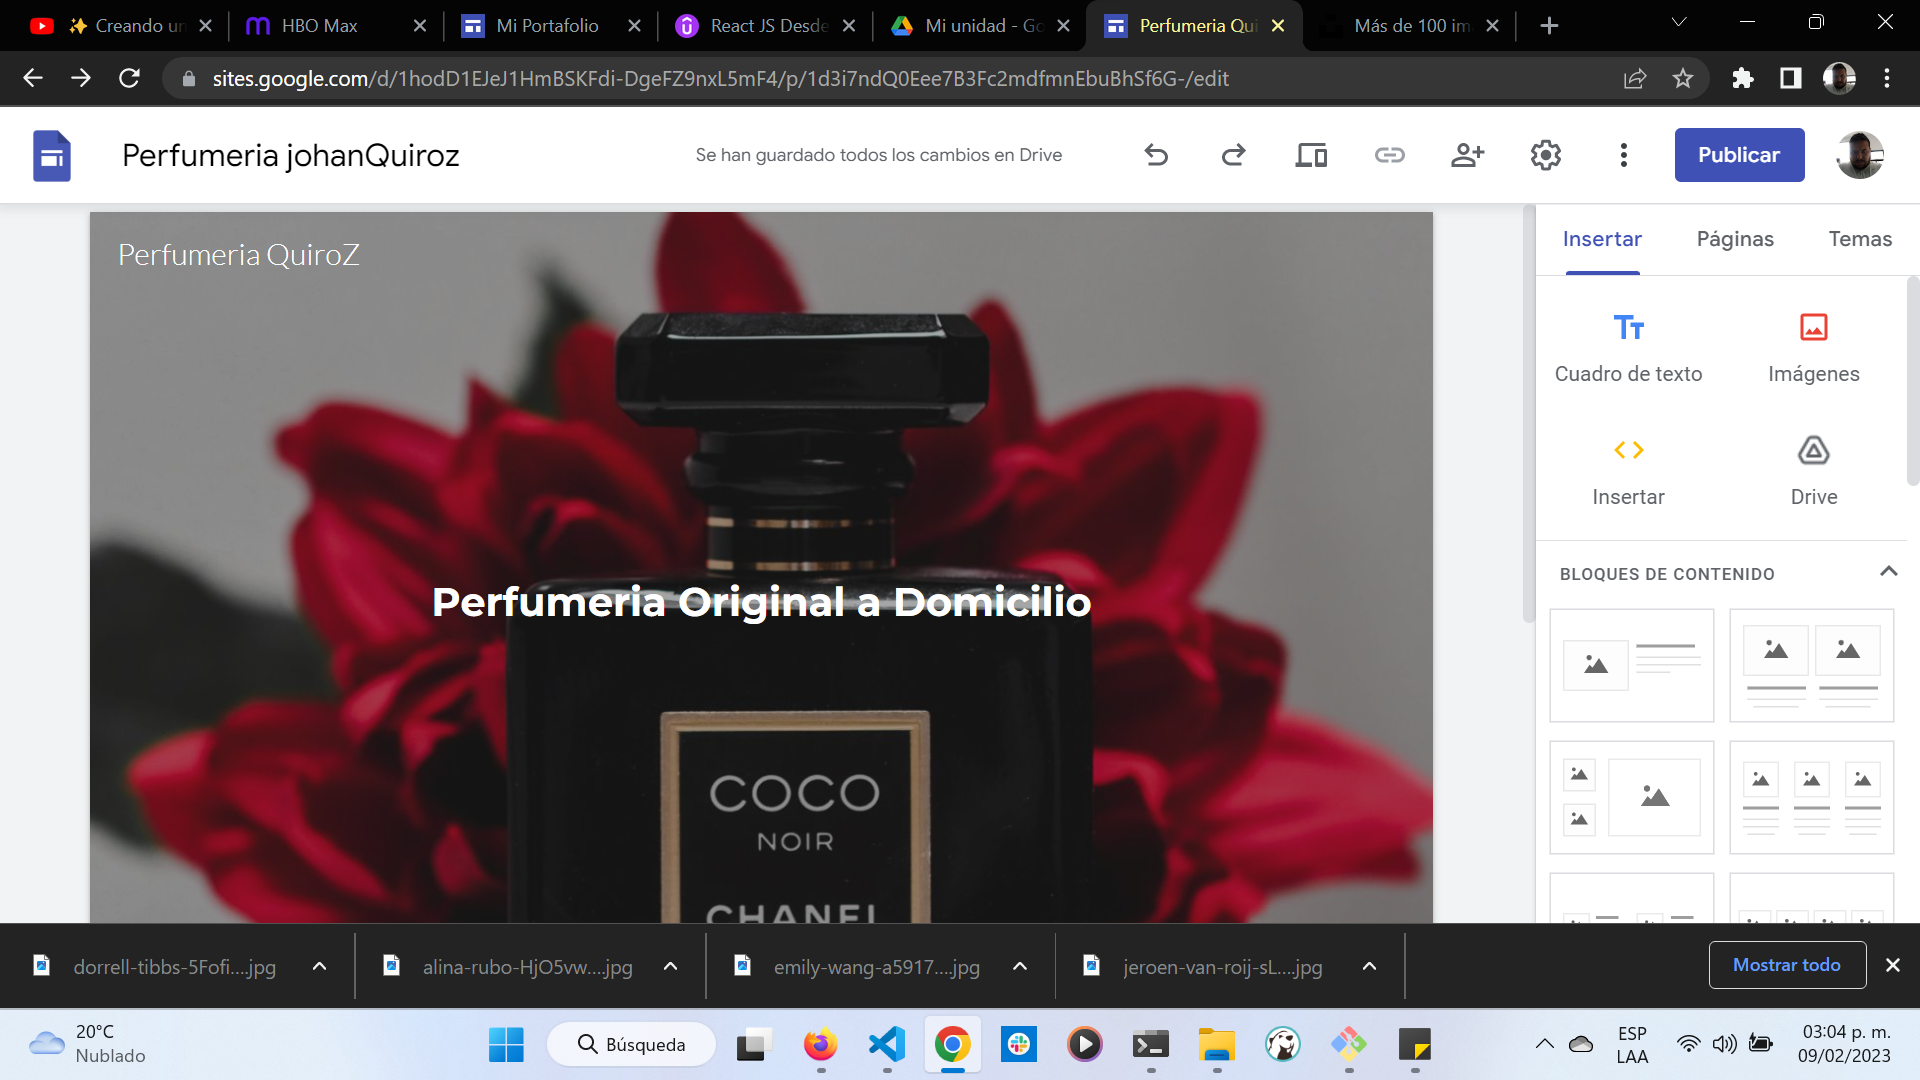 ✨ Creando un
HBO Max
Mi Portafolio
React JS Desde
Mi unidad - Go
Perfumeria Qui
Más de 100 im
sites.google.com/d/1hodD1EJeJ1HmBSKFdi-DgeFZ9nxL5mF4/p/1d3i7ndQ0Eee7B3Fc2mdfmnEbuBhSf6G-/edit
Perfumeria johanQuiroz
Se han guardado todos los cambios en Drive
Publicar
Perfumeria QuiroZ
Insertar
Páginas
Temas
Cuadro de texto
Imágenes
Insertar
Drive
BLOQUES DE CONTENIDO
Perfumeria Original a Domicilio
COCO
NOIR
CHANEL
dorrell-tibbs-5Fofi....jpg
alina-rubo-HjO5vw....jpg
emily-wang-a5917....jpg
jeroen-van-roij-sL....jpg
Mostrar todo
20°C
Nublado
Búsqueda
ESP
LAA
03:04 p. m.
09/02/2023